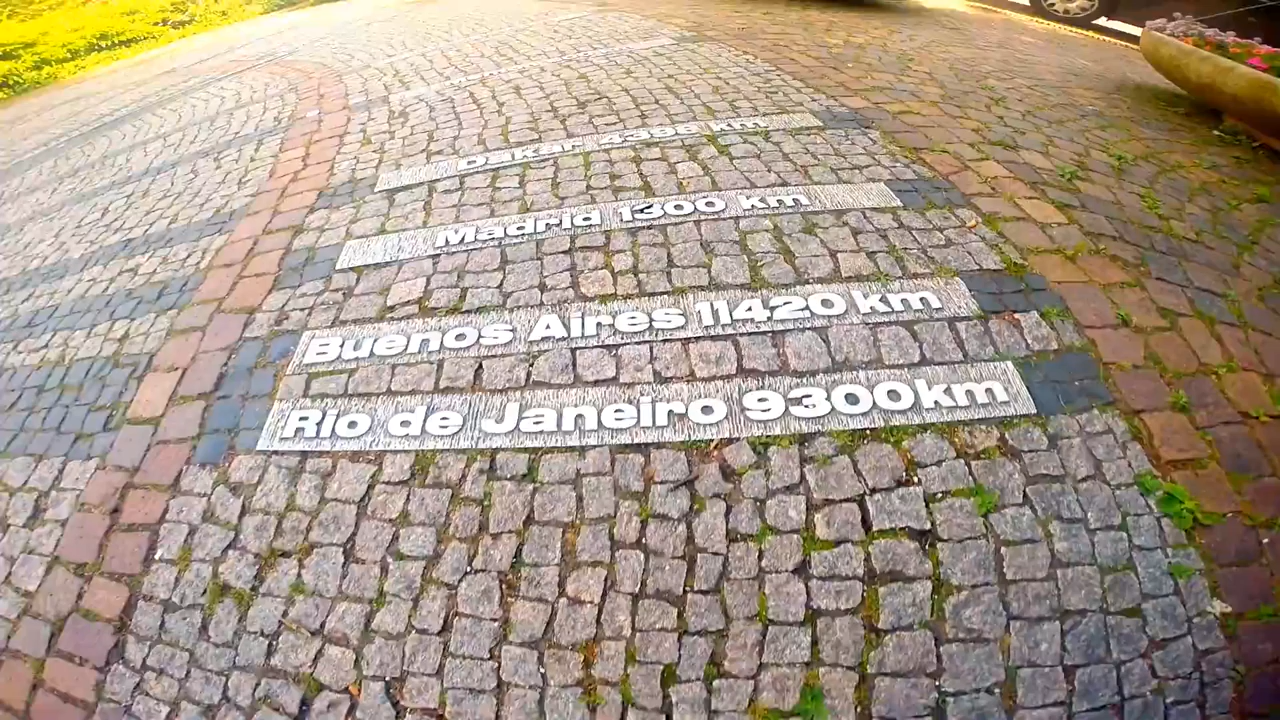 Dakar 4396 km
Madrid 1300 km
Buenos Aires 11420 km
Rio de Janeiro 9300km